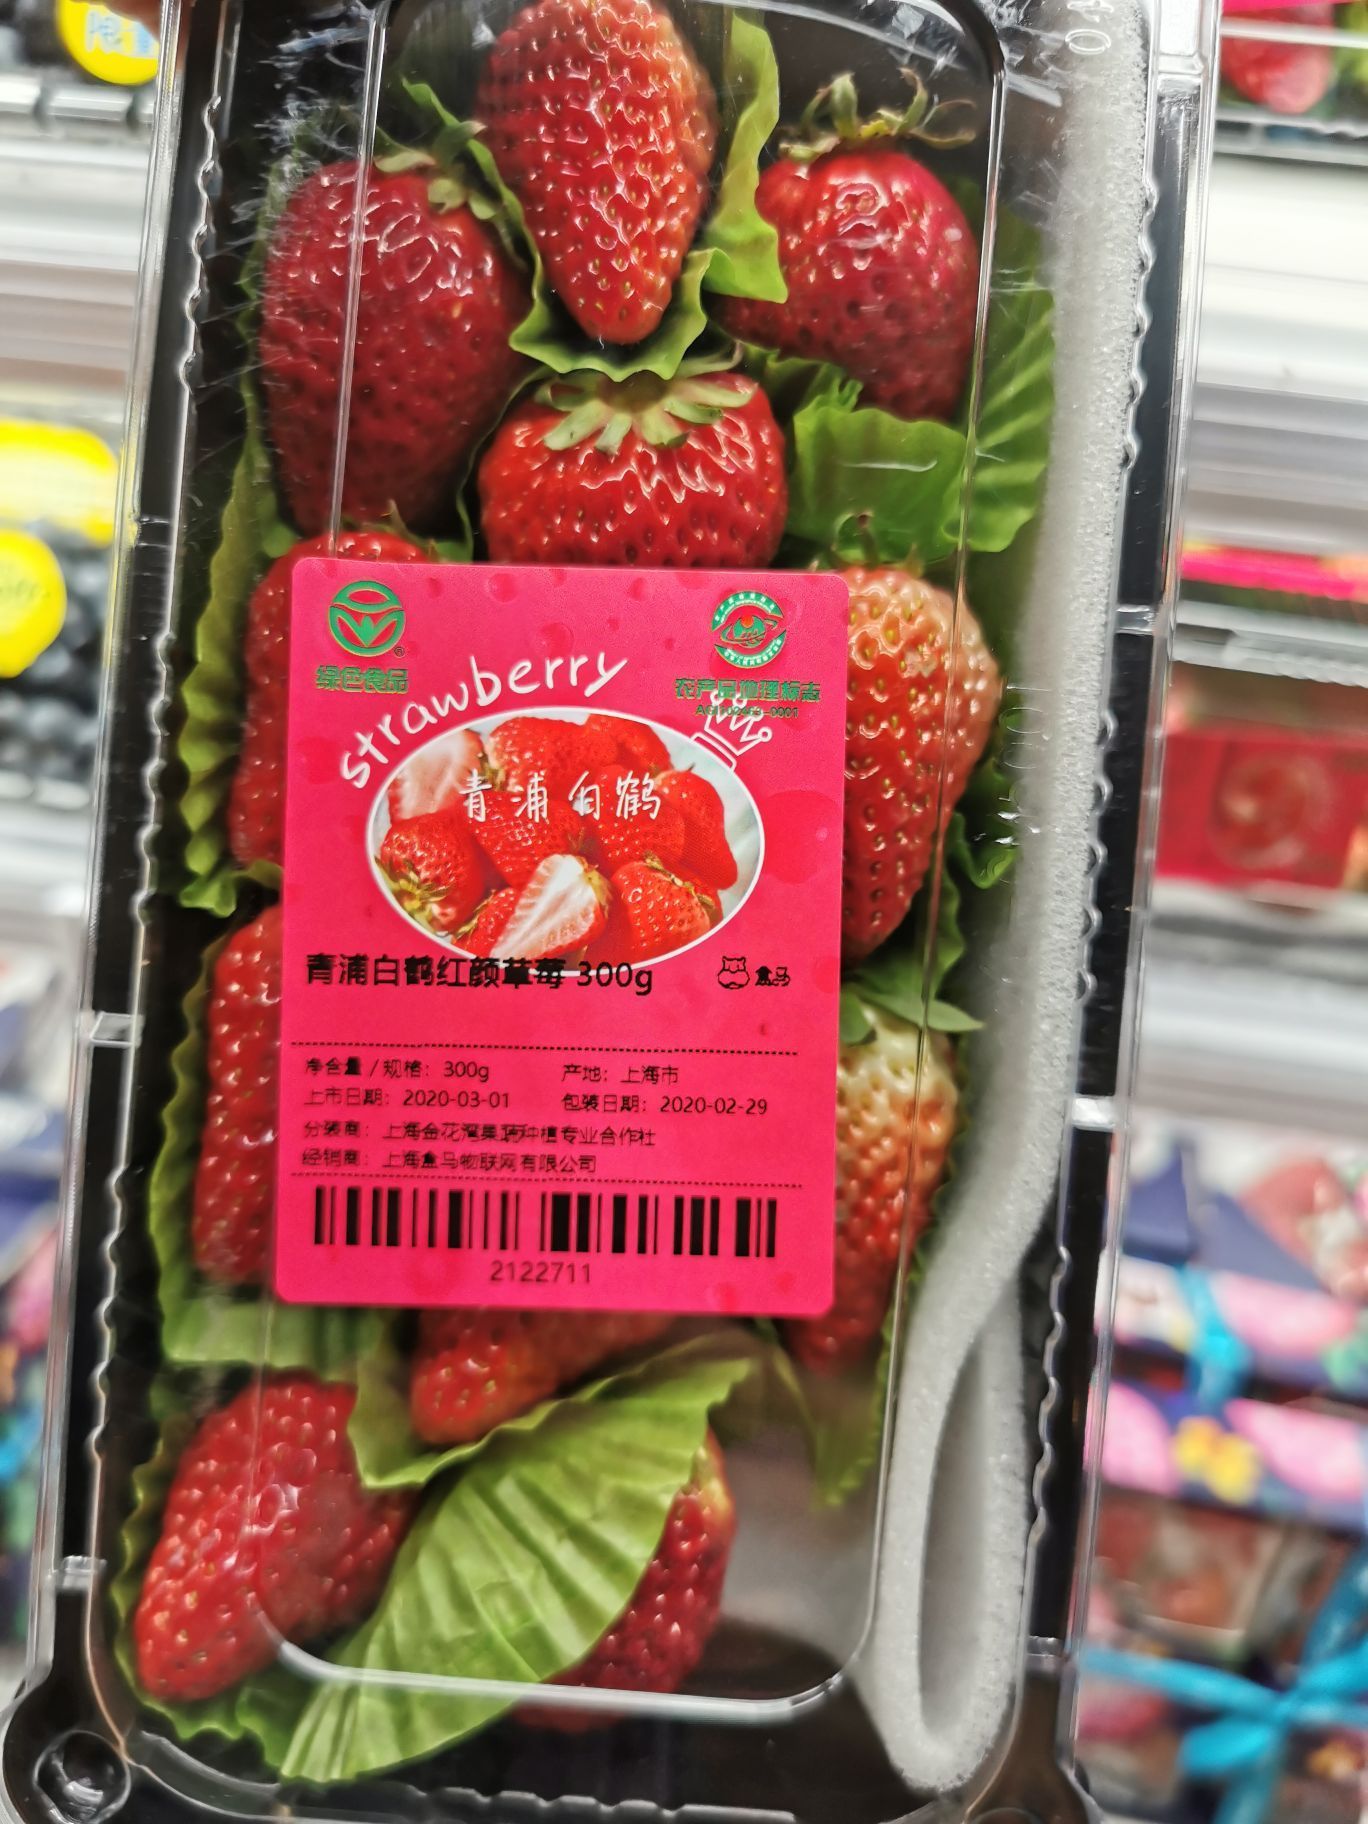 绿色食品
农产品地理标志
strawberry
青浦白鹤
青浦白鹤红颜草莓 300g
盒马
净含量 / 规格： 300g 产地： 上海市
上市日期： 2020-03-01 包装日期： 2020-02-29
分装商： 上海金花湾果蔬种植专业合作社
经销商： 上海盒马物联网有限公司
2122711